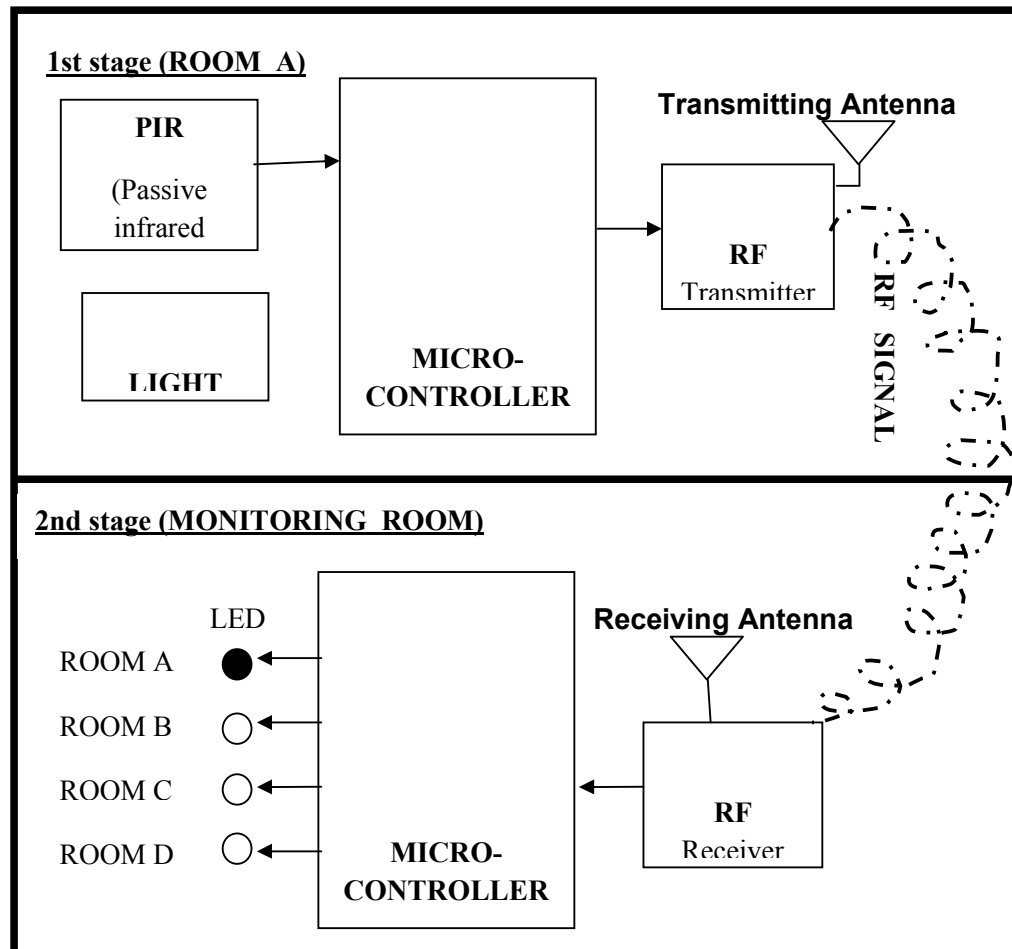 1st stage (ROOM A)
PIR
(Passive
infrared
LIGHT
MICRO-
CONTROLLER
Transmitting Antenna
RF
Transmitter
RF SIGNAL
2nd stage (MONITORING ROOM)
LED
ROOM A
ROOM B
ROOM C
ROOM D
MICRO-
CONTROLLER
Receiving Antenna
RF
Receiver